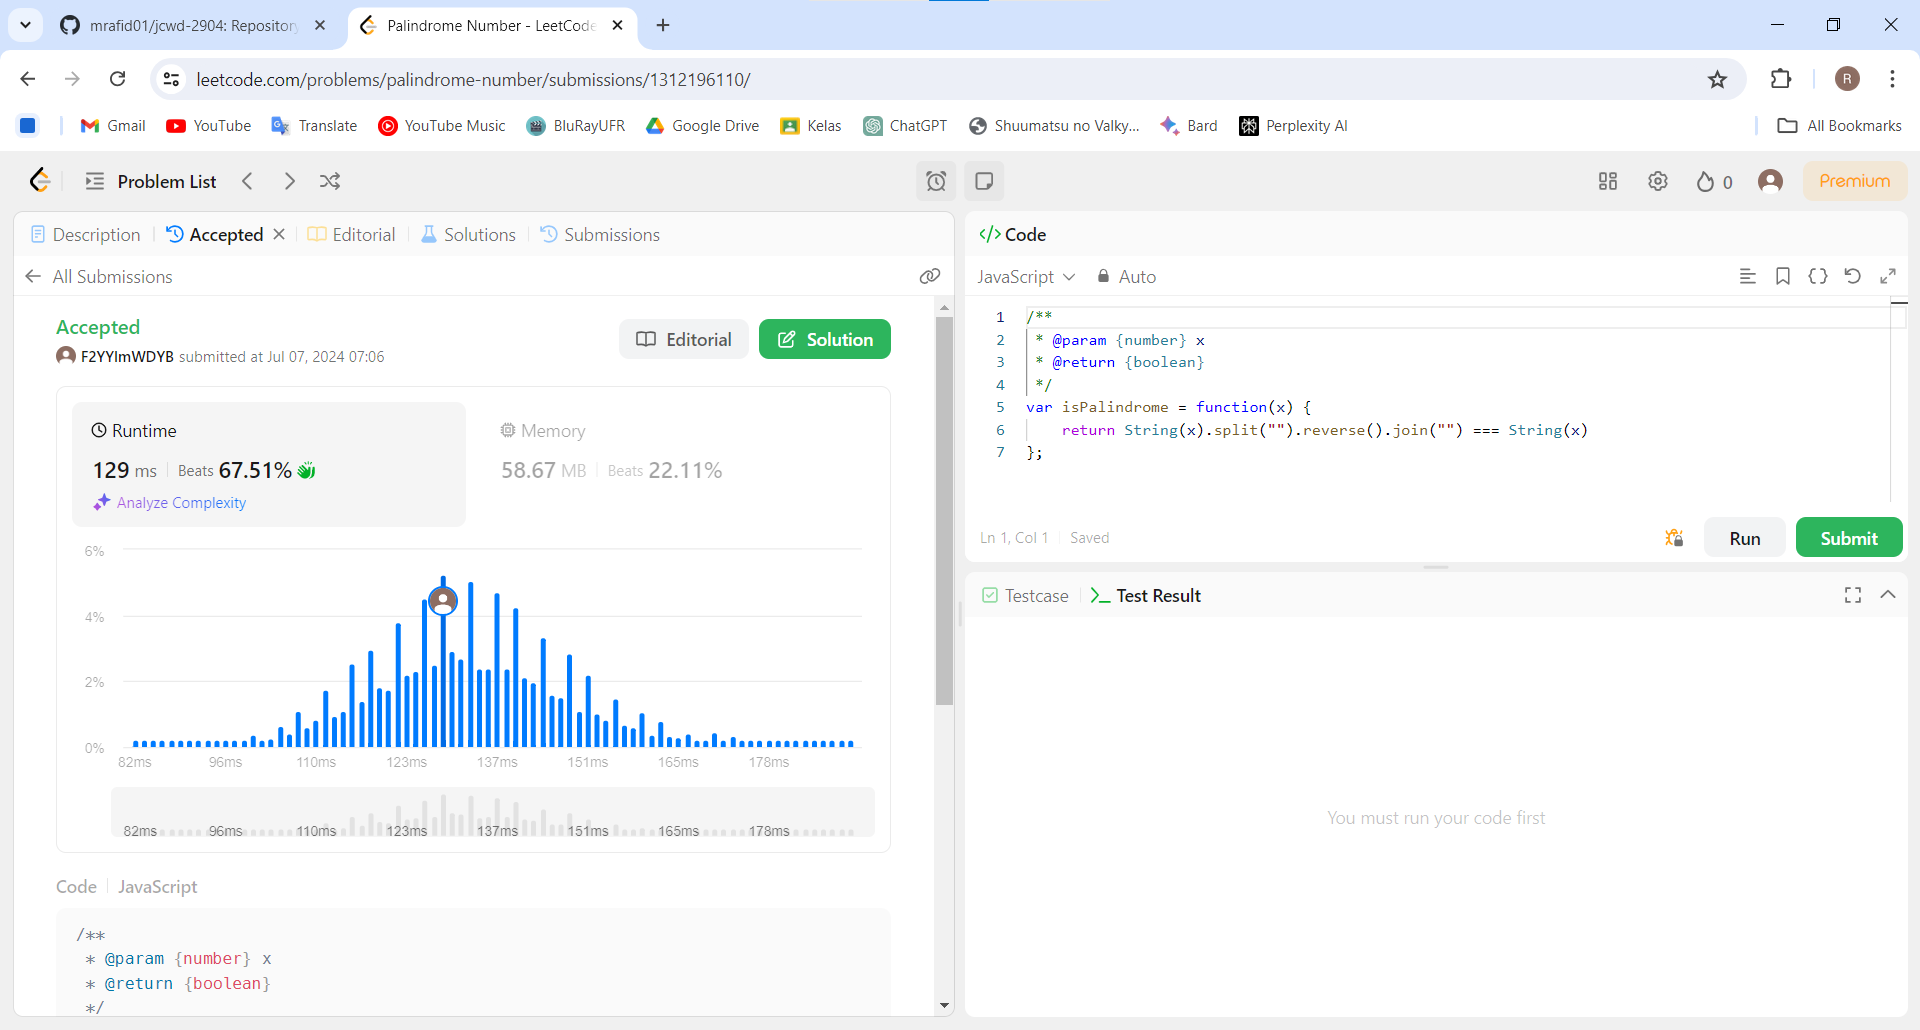 mrafid01/jcwd-2904: Repository
Palindrome Number - LeetCode
leetcode.com/problems/palindrome-number/submissions/1312196110/
R
Gmail
YouTube
Translate
YouTube Music
BluRayUFR
Google Drive
Kelas
ChatGPT
Shuumatsu no Valky...
Bard
Perplexity AI
All Bookmarks
Problem List
0
Premium
Description
Accepted
Editorial
Solutions
Submissions
All Submissions
Accepted
F2YYImWDYB submitted at Jul 07, 2024 07:06
Editorial
Solution
Runtime
129 ms
Beats 67.51%
Analyze Complexity
Memory
58.67 MB
Beats 22.11%
6%
4%
2%
0%
82ms 96ms 110ms 123ms 137ms 151ms 165ms 178ms
82ms 96ms 110ms 123ms 137ms 151ms 165ms 178ms
Code
JavaScript
/**
* @param {number} x
* @return {boolean}
*/
Code
JavaScript
Auto
1 /**
2 * @param {number} x
3 * @return {boolean}
4 */
5 var isPalindrome = function(x) {
6 return String(x).split("").reverse().join("") === String(x)
7 };
Ln 1, Col 1
Saved
Run
Submit
Testcase
Test Result
You must run your code first